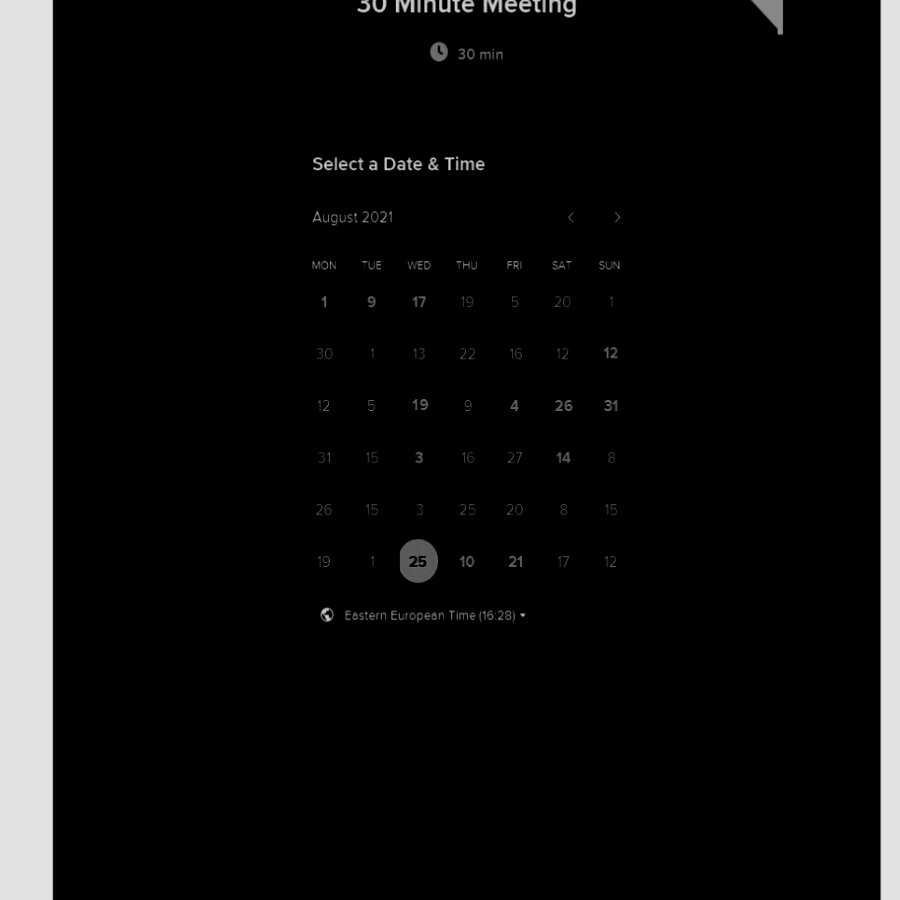 30 Minute Meeting
30 min
Select a Date & Time
August 2021
MON TUE WED THU FRI SAT SUN
1 9 17 19 5 20 1
30 1 13 22 16 12 12
12 5 19 9 4 26 31
31 15 3 16 27 14 8
26 15 3 25 20 8 15
19 1 25 10 21 17 12
Eastern European Time (16:28)